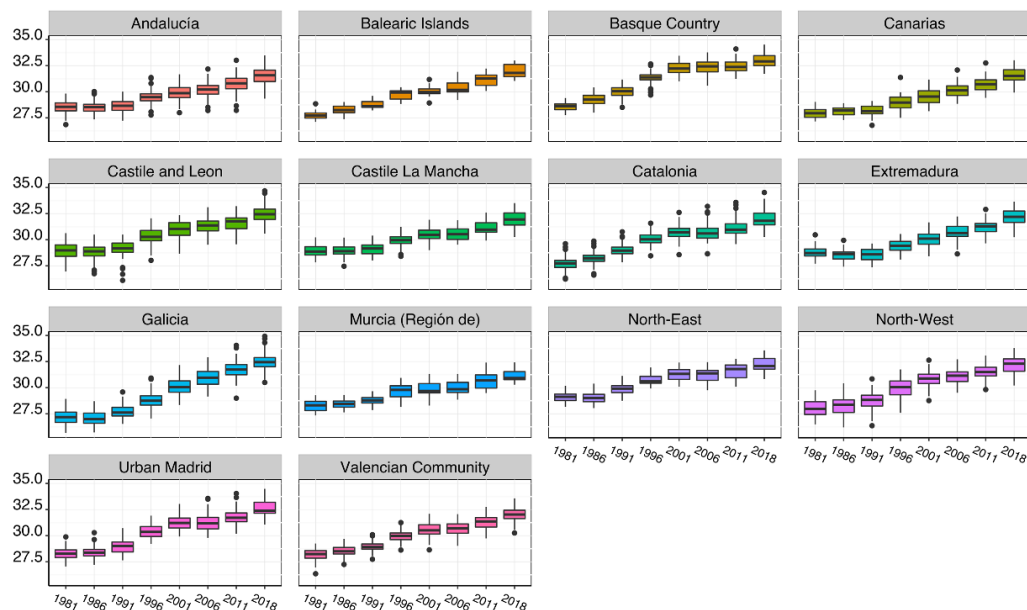 Andalucía Balearic Islands Basque Country Canarias
35.0
32.5
30.0
27.5
Castile and Leon Castile La Mancha Catalonia Extremadura
35.0
32.5
30.0
27.5
Galicia Murcia (Región de) North-East North-West
35.0
32.5
30.0
27.5
1981 1986 1991 1996 2001 2006 2011 2018 1981 1986 1991 1996 2001 2006 2011 2018
Urban Madrid Valencian Community
35.0
32.5
30.0
27.5
1981 1986 1991 1996 2001 2006 2011 2018 1981 1986 1991 1996 2001 2006 2011 2018